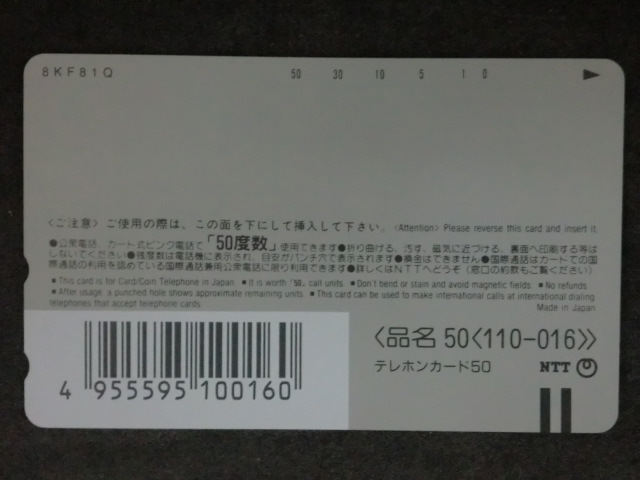 8KF81Q 50 30 10 5 1 0
〈ご注意〉ご使用の際は、この面を下にして挿入して下さい。〈Attention〉Please reverse this card and insert it.
●公衆電話、カード式ピンク電話で「50度数」使用できます●折り曲げる、汚す、磁気に近づける、裏面へ印刷する等は
しないでください●残度数は電話機に表示され、目安がパンチ穴で表示されます●換金はできません●国際通話はカードでの国
際通話の利用を認めている国際通話兼用公衆電話に限り利用できます●詳しくはNTTへどうぞ（窓口の約款もご覧ください）
■This card is for Card/Coin Telephone in Japan. ■It is worth「50」call units. ■Don't bend or stain and avoid magnetic fields. ■No refunds
■After usage, a punched hole shows approximate remaining units. ■This card can be used to make international calls at international dialing
telephones that accept telephone cards. Made in Japan
〈品名 50〈110-016〉〉
テレホンカード50 NTT
4 955595 100160